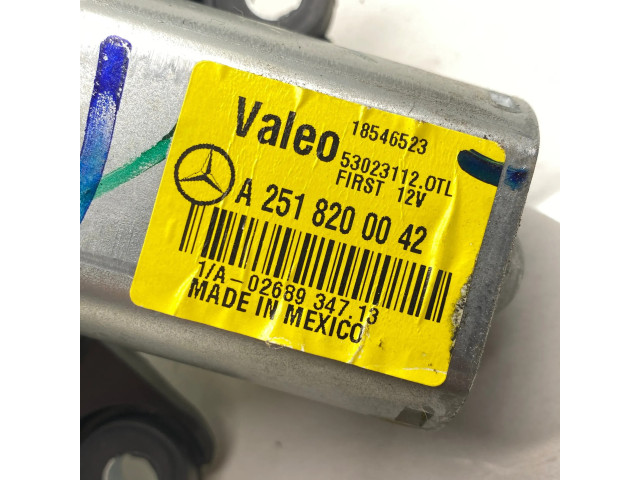 Valeo 18546523
53023112.OTL
FIRST 12V
A 251 820 00 42
1/A-02689 347.13
MADE IN MEXICO